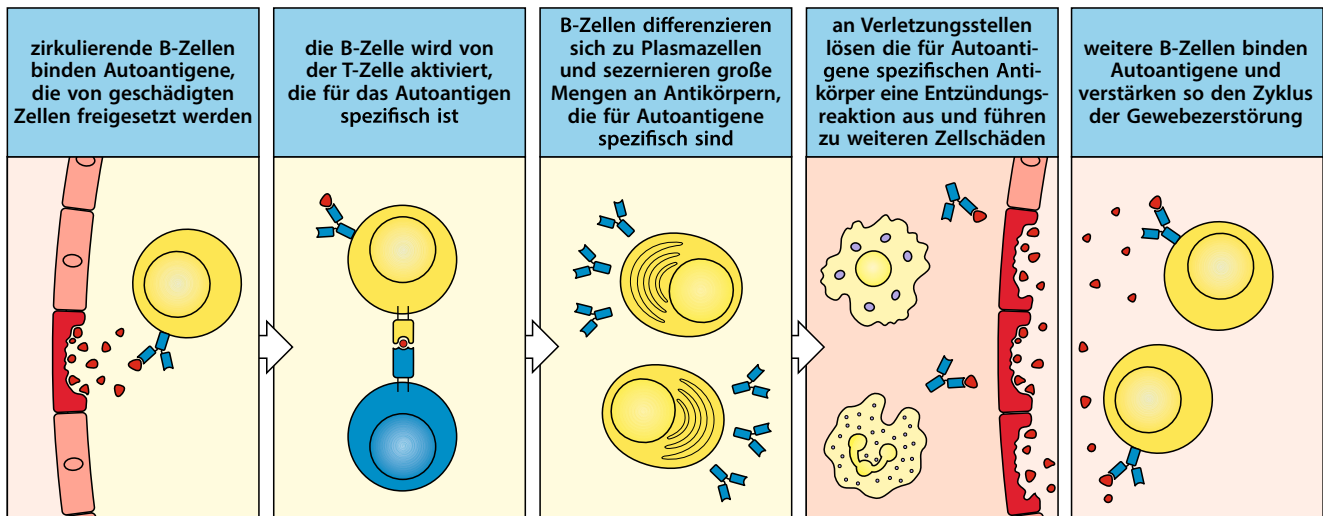 zirkulierende B-Zellen
binden Autoantigene,
die von geschädigten
Zellen freigesetzt werden
die B-Zelle wird von
der T-Zelle aktiviert,
die für das Autoantigen
spezifisch ist
B-Zellen differenzieren
sich zu Plasmazellen
und sezernieren große
Mengen an Antikörpern,
die für Autoantigene
spezifisch sind
an Verletzungsstellen
lösen die für Autoanti-
gene spezifischen Anti-
körper eine Entzündungs-
reaktion aus und führen
zu weiteren Zellschäden
weitere B-Zellen binden
Autoantigene und
verstärken so den Zyklus
der Gewebezerstörung